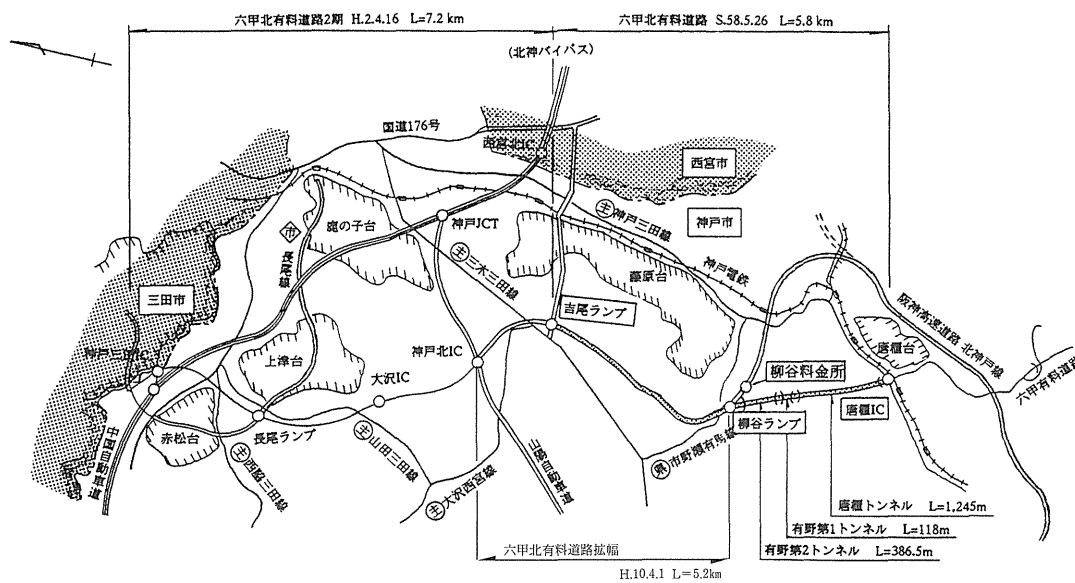 六甲北有料道路2期 H.2.4.16 L=7.2 km
六甲北有料道路 S.58.5.26 L=5.8 km
(北神バイパス)
国道176号
西宮北IC
西宮市
神戸市
主 神戸三田線
神戸JCT
鹿の子台
市 長尾線
主 三木三田線
藤原台
神戸電鉄
三田市
吉尾ランプ
阪神高速道路 北神戸線
神戸三田IC
上津台
神戸北IC
唐櫃台
大沢IC
柳谷料金所
六甲有料道路
赤松台
長尾ランプ
柳谷ランプ
唐櫃IC
中国自動車道
主 西脇三田線
主 山田三田線
主 大沢西宮線
山陽自動車道
県 市野瀬有馬線
唐櫃トンネル L=1,245m
有野第1トンネル L=118m
有野第2トンネル L=386.5m
六甲北有料道路拡幅
H.10.4.1 L=5.2km